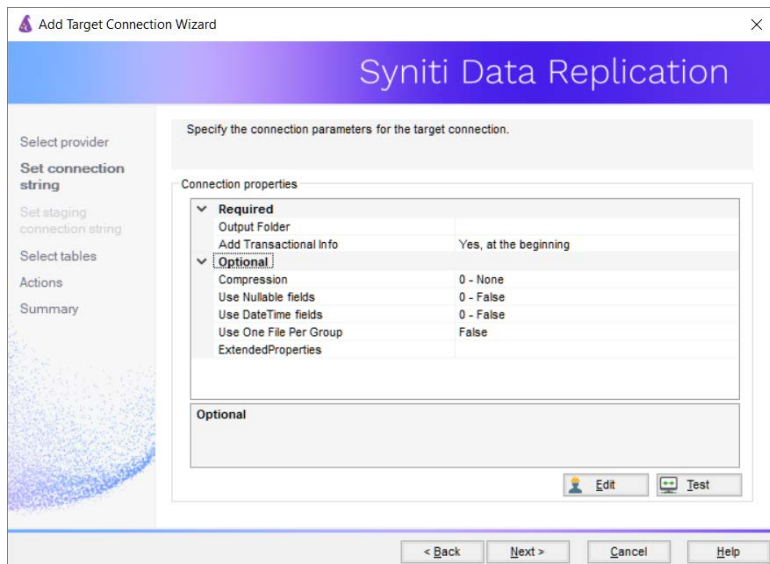 Add Target Connection Wizard
Syniti Data Replication
Select provider
Set connection
string
Set staging
connection string
Select tables
Actions
Summary
Specify the connection parameters for the target connection.
Connection properties
Required
Output Folder
Add Transactional Info Yes, at the beginning
Optional
Compression 0 - None
Use Nullable fields 0 - False
Use DateTime fields 0 - False
Use One File Per Group False
ExtendedProperties
Optional
Edit Test
< Back Next > Cancel Help